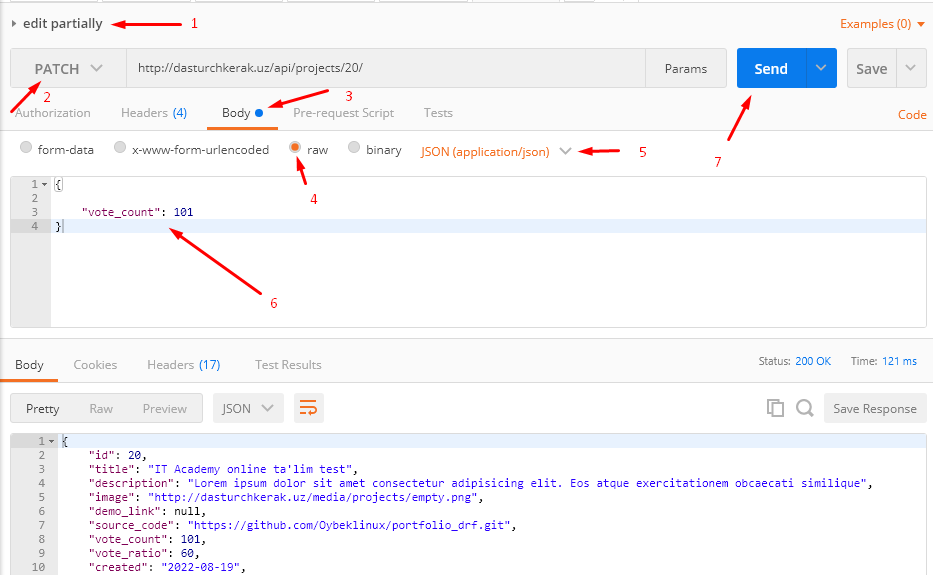 edit partially 1 Examples (0)
PATCH http://dasturchkerak.uz/api/projects/20/ Params Send Save
2 3 7
Authorization Headers (4) Body Pre-request Script Tests Code
form-data x-www-form-urlencoded raw binary JSON (application/json) 5
4
1 {
2
3 "vote_count": 101
4 }
6
Body Cookies Headers (17) Test Results Status: 200 OK Time: 121 ms
Pretty Raw Preview JSON Save Response
1 {
2 "id": 20,
3 "title": "IT Academy online ta'lim test",
4 "description": "Lorem ipsum dolor sit amet consectetur adipisicing elit. Eos atque exercitationem obcaecati similique",
5 "image": "http://dasturchkerak.uz/media/projects/empty.png",
6 "demo_link": null,
7 "source_code": "https://github.com/Oybeklinux/portfolio_drf.git",
8 "vote_count": 101,
9 "vote_ratio": 60,
10 "created": "2022-08-19",